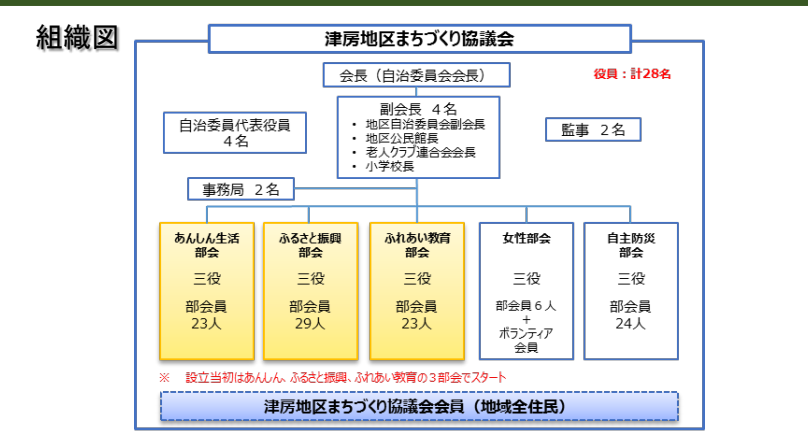 組織図
津房地区まちづくり協議会
会長（自治委員会会長）
役員：計28名
自治委員代表役員
４名
副会長 ４名
• 地区自治委員会副会長
• 地区公民館長
• 老人クラブ連合会会長
• 小学校長
監事 ２名
事務局 ２名
あんしん生活
部会
三役
部会員
23人
ふるさと振興
部会
三役
部会員
29人
ふれあい教育
部会
三役
部会員
23人
女性部会
三役
部会員６人
+
ボランティア
会員
自主防災
部会
三役
部会員
24人
※ 設立当初はあんしん、ふるさと振興、ふれあい教育の３部会でスタート
津房地区まちづくり協議会会員（地域全住民）